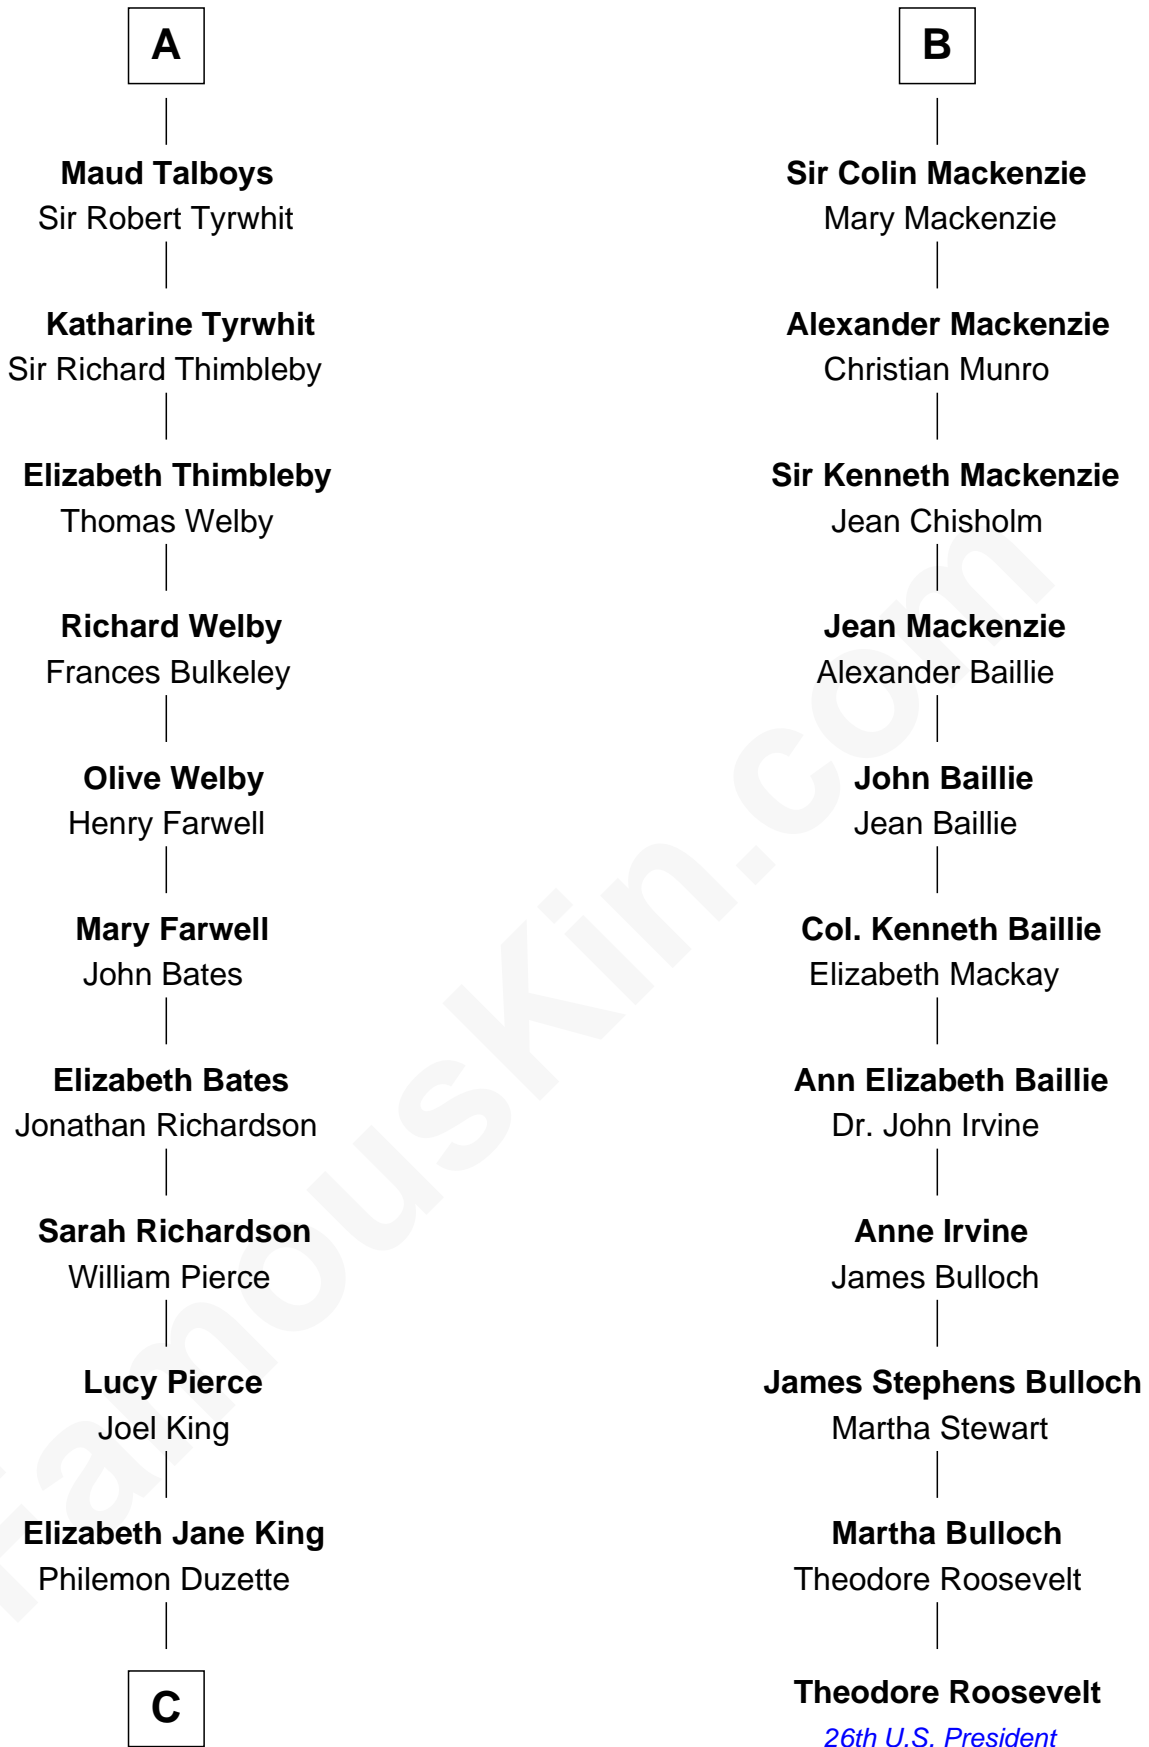 A
Maud Talboys
Sir Robert Tyrwhit
Katharine Tyrwhit
Sir Richard Thimbleby
Elizabeth Thimbleby
Thomas Welby
Richard Welby
Frances Bulkeley
Olive Welby
Henry Farwell
Mary Farwell
John Bates
Elizabeth Bates
Jonathan Richardson
Sarah Richardson
William Pierce
Lucy Pierce
Joel King
Elizabeth Jane King
Philemon Duzette
C
B
Sir Colin Mackenzie
Mary Mackenzie
Alexander Mackenzie
Christian Munro
Sir Kenneth Mackenzie
Jean Chisholm
Jean Mackenzie
Alexander Baillie
John Baillie
Jean Baillie
Col. Kenneth Baillie
Elizabeth Mackay
Ann Elizabeth Baillie
Dr. John Irvine
Anne Irvine
James Bulloch
James Stephens Bulloch
Martha Stewart
Martha Bulloch
Theodore Roosevelt
Theodore Roosevelt
26th U.S. President
FamousKin.com